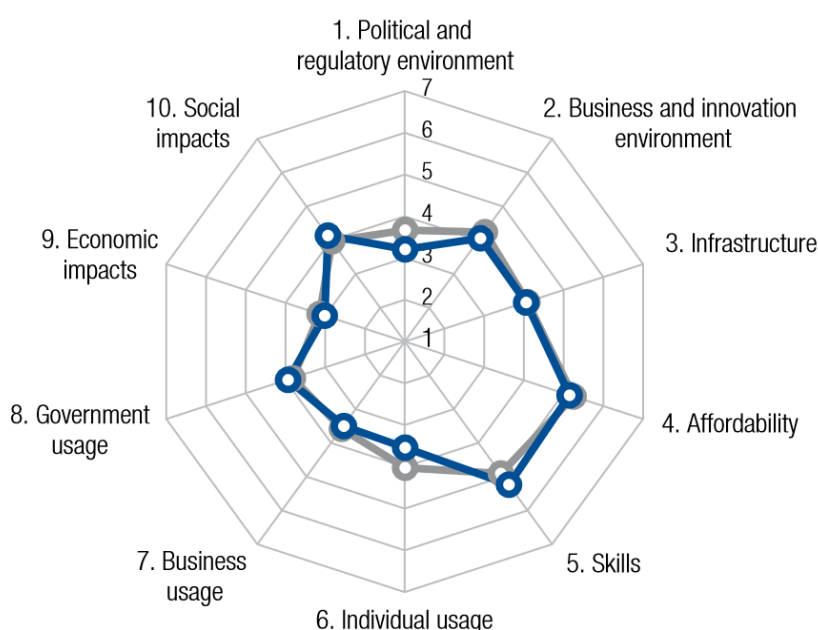 1. Political and
regulatory environment
7
10. Social
impacts
2. Business and innovation
environment
6
5
9. Economic
impacts
4
3. Infrastructure
3
2
1
8. Government
usage
4. Affordability
7. Business
usage
5. Skills
6. Individual usage